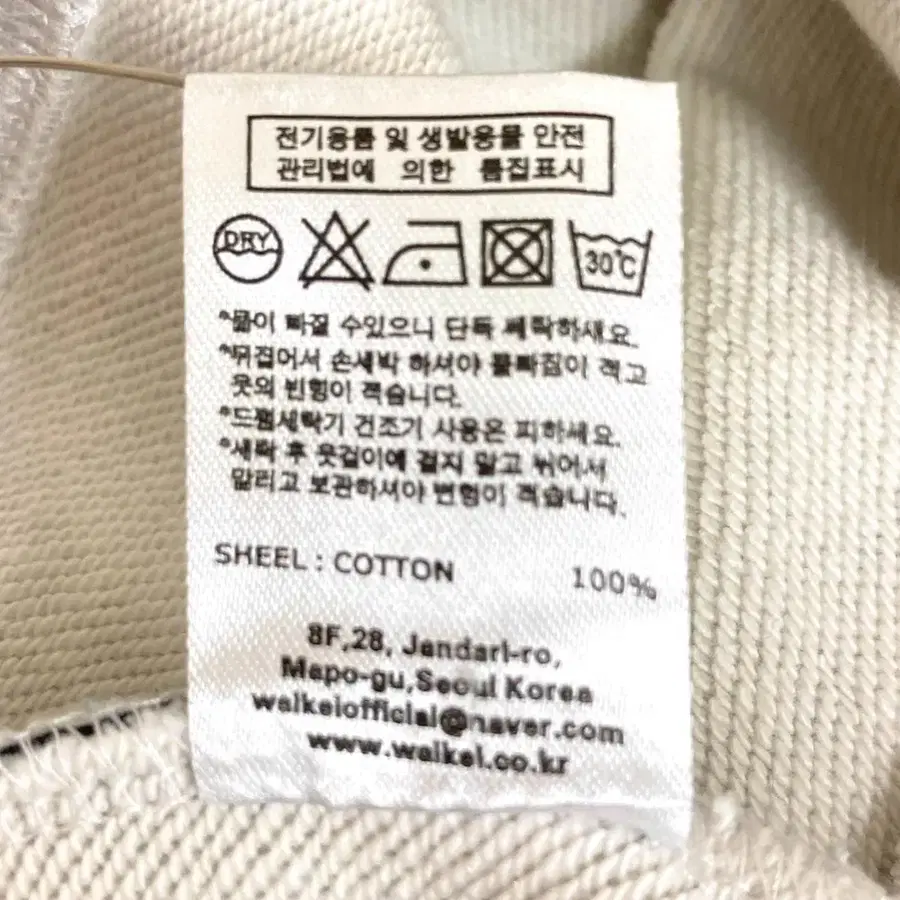 전기용품 및 생활용품 안전
관리법에 의한 품질표시
DRY
30℃
*물이 빠질 수있으니 단독 세탁하세요.
*뒤집어서 손세탁 하셔야 물빠짐이 적고
옷의 변형이 적습니다.
*드럼세탁기 건조기 사용은 피하세요.
*세탁 후 옷걸이에 걸지 말고 뉘어서
말리고 보관하셔야 변형이 적습니다.
SHEEL : COTTON 100%
8F,28, Jandari-ro,
Mapo-gu,Seoul Korea
walkelofficial@naver.com
www.walkel.co.kr